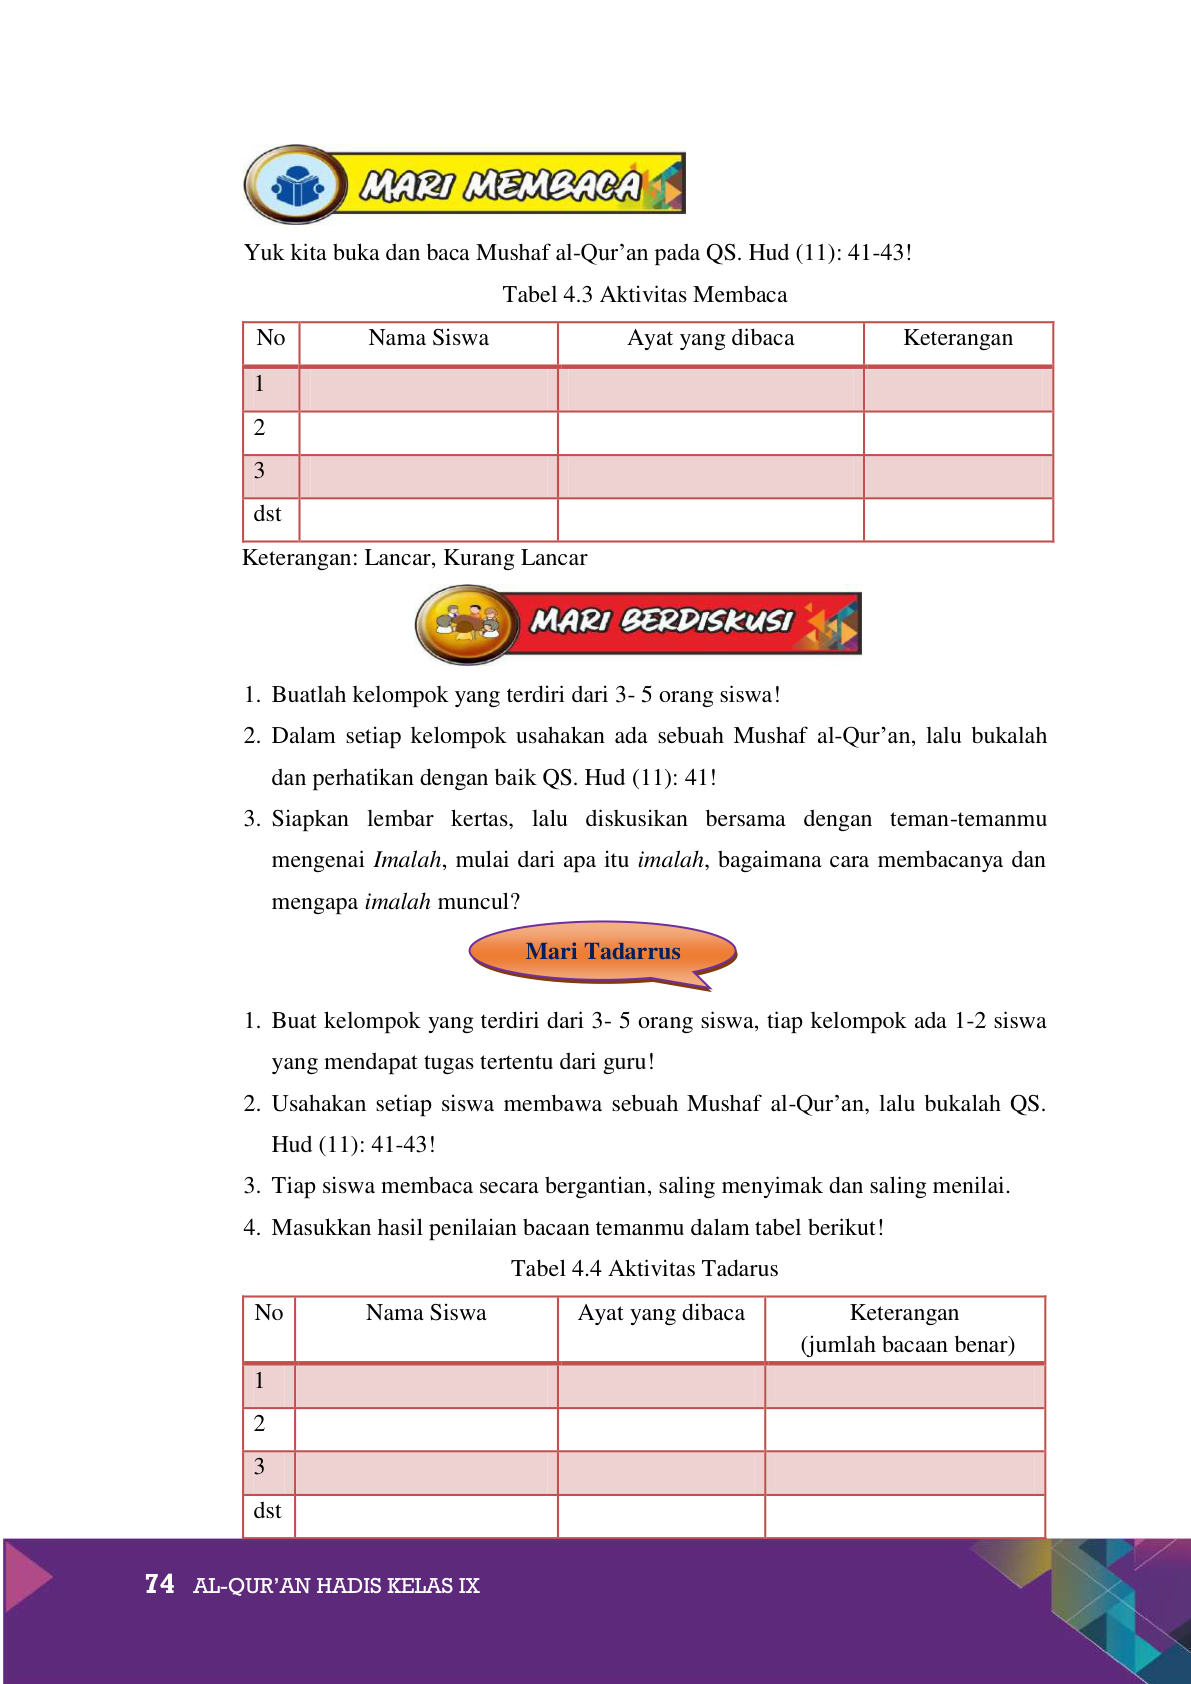 MARI MEMBACA
Yuk kita buka dan baca Mushaf al-Qur’an pada QS. Hud (11): 41-43!
Tabel 4.3 Aktivitas Membaca
No Nama Siswa Ayat yang dibaca Keterangan
1
2
3
dst
Keterangan: Lancar, Kurang Lancar
MARI BERDISKUSI
1. Buatlah kelompok yang terdiri dari 3- 5 orang siswa!
2. Dalam setiap kelompok usahakan ada sebuah Mushaf al-Qur’an, lalu bukalah
dan perhatikan dengan baik QS. Hud (11): 41!
3. Siapkan lembar kertas, lalu diskusikan bersama dengan teman-temanmu
mengenai Imalah, mulai dari apa itu imalah, bagaimana cara membacanya dan
mengapa imalah muncul?
Mari Tadarrus
1. Buat kelompok yang terdiri dari 3- 5 orang siswa, tiap kelompok ada 1-2 siswa
yang mendapat tugas tertentu dari guru!
2. Usahakan setiap siswa membawa sebuah Mushaf al-Qur’an, lalu bukalah QS.
Hud (11): 41-43!
3. Tiap siswa membaca secara bergantian, saling menyimak dan saling menilai.
4. Masukkan hasil penilaian bacaan temanmu dalam tabel berikut!
Tabel 4.4 Aktivitas Tadarus
No Nama Siswa Ayat yang dibaca Keterangan
(jumlah bacaan benar)
1
2
3
dst
74 AL-QUR’AN HADIS KELAS IX